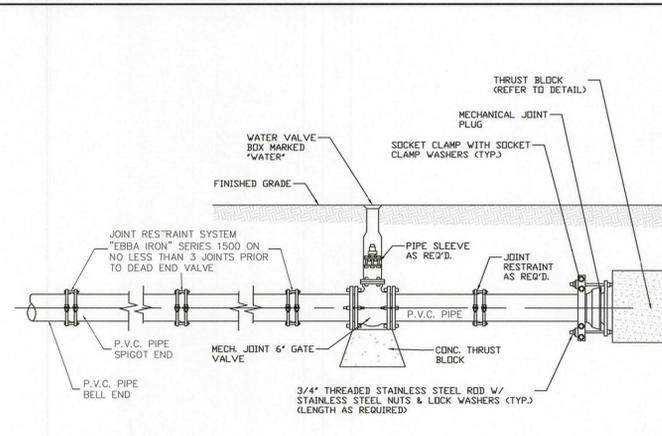 THRUST BLOCK
(REFER TO DETAIL)
MECHANICAL JOINT
PLUG
SOCKET CLAMP WITH SOCKET
CLAMP WASHERS (TYP.)
WATER VALVE
BOX MARKED
"WATER"
FINISHED GRADE
JOINT RESTRAINT SYSTEM
"EBBA IRON" SERIES 1500 ON
NO LESS THAN 3 JOINTS PRIOR
TO DEAD END VALVE
PIPE SLEEVE
AS REQ'D.
JOINT
RESTRAINT
AS REQ'D.
P.V.C. PIPE
P.V.C. PIPE
SPIGOT END
MECH. JOINT 6" GATE
VALVE
CONC. THRUST
BLOCK
P.V.C. PIPE
BELL END
3/4" THREADED STAINLESS STEEL ROD W/
STAINLESS STEEL NUTS & LOCK WASHERS (TYP.)
(LENGTH AS REQUIRED)